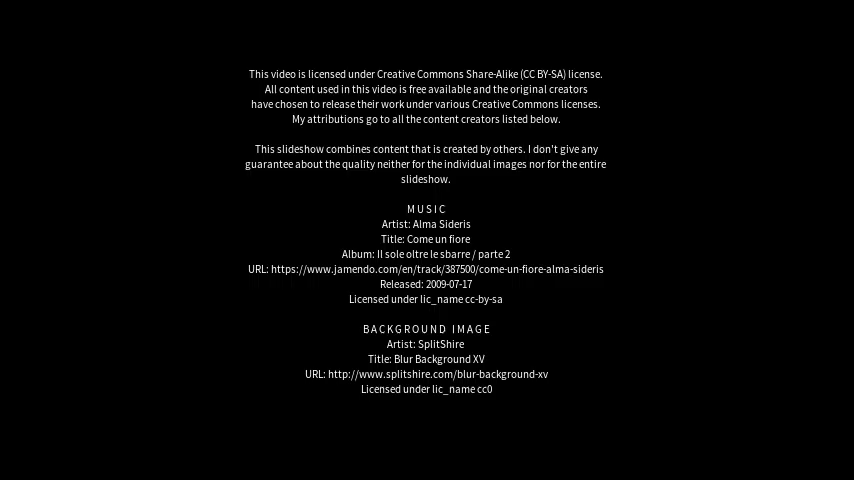 This video is licensed under Creative Commons Share-Alike (CC BY-SA) license.
All content used in this video is free available and the original creators
have chosen to release their work under various Creative Commons licenses.
My attributions go to all the content creators listed below.
This slideshow combines content that is created by others. I don't give any
guarantee about the quality neither for the individual images nor for the entire
slideshow.
MUSIC
Artist: Alma Sideris
Title: Come un fiore
Album: Il sole oltre le sbarre / parte 2
URL: https://www.jamendo.com/en/track/387500/come-un-fiore-alma-sideris
Released: 2009-07-17
Licensed under lic_name cc-by-sa
BACKGROUND IMAGE
Artist: SplitShire
Title: Blur Background XV
URL: http://www.splitshire.com/blur-background-xv
Licensed under lic_name cc0